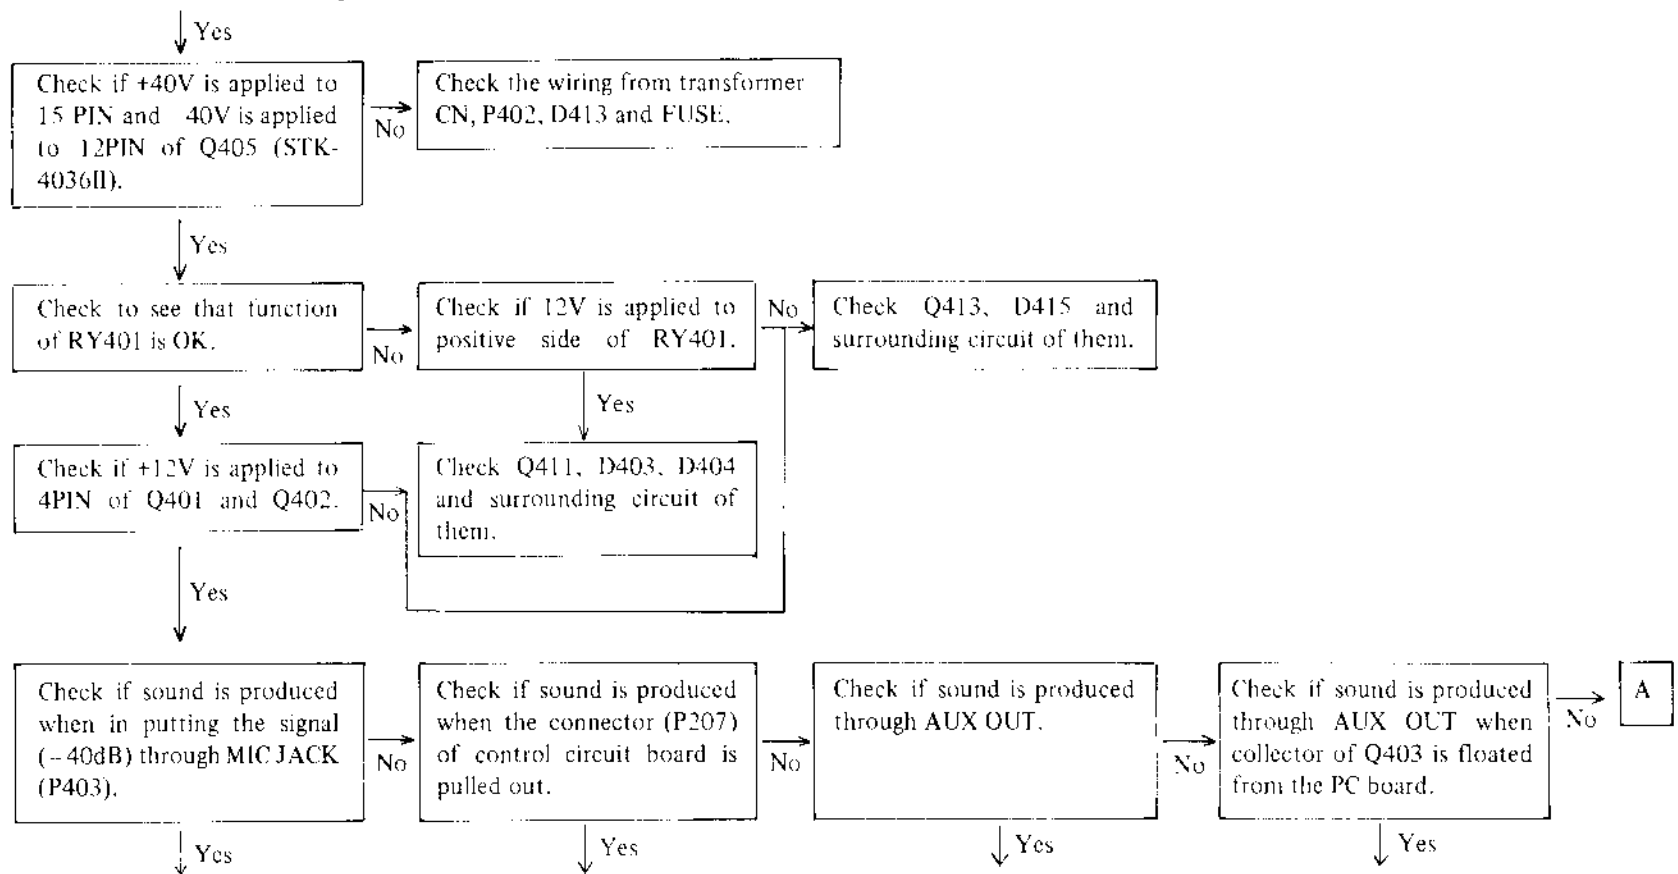 Yes
Check if +40V is applied to
15 PIN and 40V is applied
to 12PIN of Q405 (STK-
4036II).
No
Check the wiring from transformer
CN, P402, D413 and FUSE.
Yes
Check to see that function
of RY401 is OK.
No
Check if 12V is applied to
positive side of RY401.
No
Check Q413, D415 and
surrounding circuit of them.
Yes
Yes
Check if +12V is applied to
4PIN of Q401 and Q402.
No
Check Q411, D403, D404
and surrounding circuit of
them.
Yes
Check if sound is produced
when in putting the signal
(-40dB) through MIC JACK
(P403).
No
Check if sound is produced
when the connector (P207)
of control circuit board is
pulled out.
No
Check if sound is produced
through AUX OUT.
No
Check if sound is produced
through AUX OUT when
collector of Q403 is floated
from the PC board.
No
A
Yes
Yes
Yes
Yes